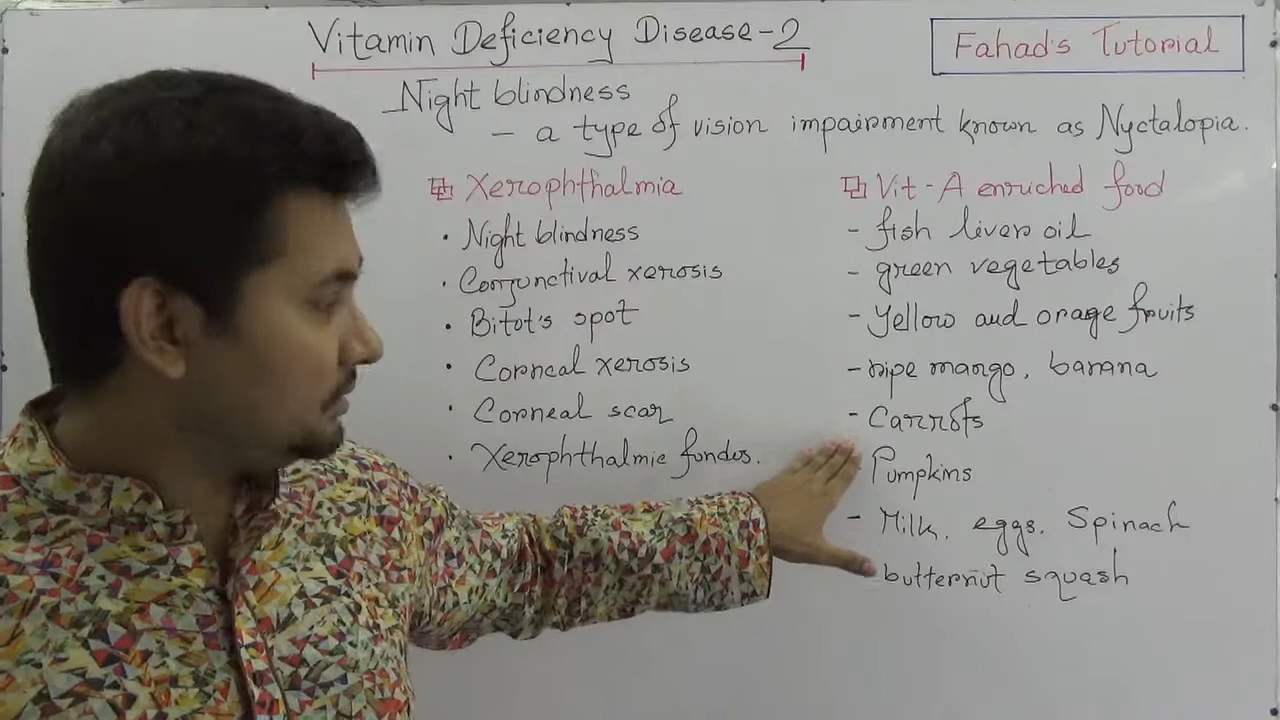 Vitamin Deficiency Disease-2
Fahad's Tutorial
Night blindness
- a type of vision impairment known as Nyctalopia.
Xerophthalmia
• Night blindness
• Conjunctival xerosis
• Bitot's spot
• Corneal xerosis
• Corneal scar
• Xerophthalmic fundus.
Vit-A enriched food
- fish liver oil
- green vegetables
- Yellow and orage fruits
- ripe mango, banana
- Carrots
Pumpkins
- Milk, eggs. Spinach
butternut squash